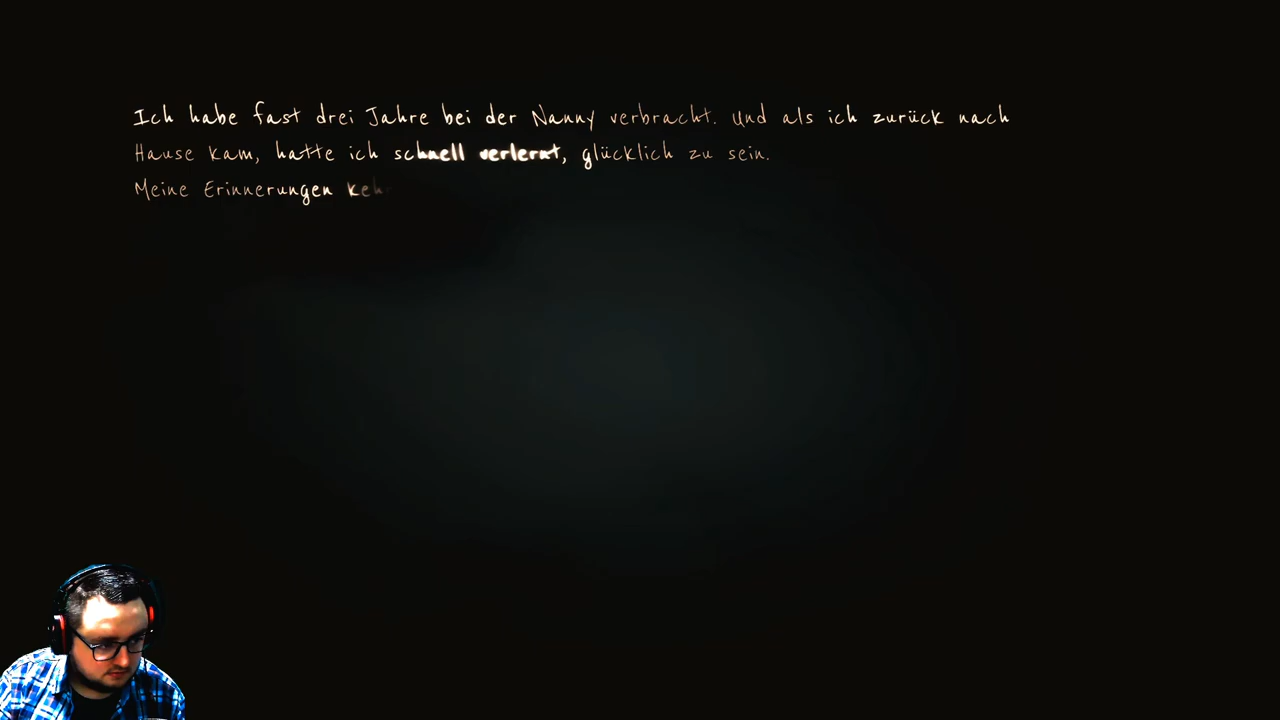 Ich habe fast drei Jahre bei der Nanny verbracht. Und als ich zurück nach
Hause kam, hatte ich schnell verlernt, glücklich zu sein.
Meine Erinnerungen keh